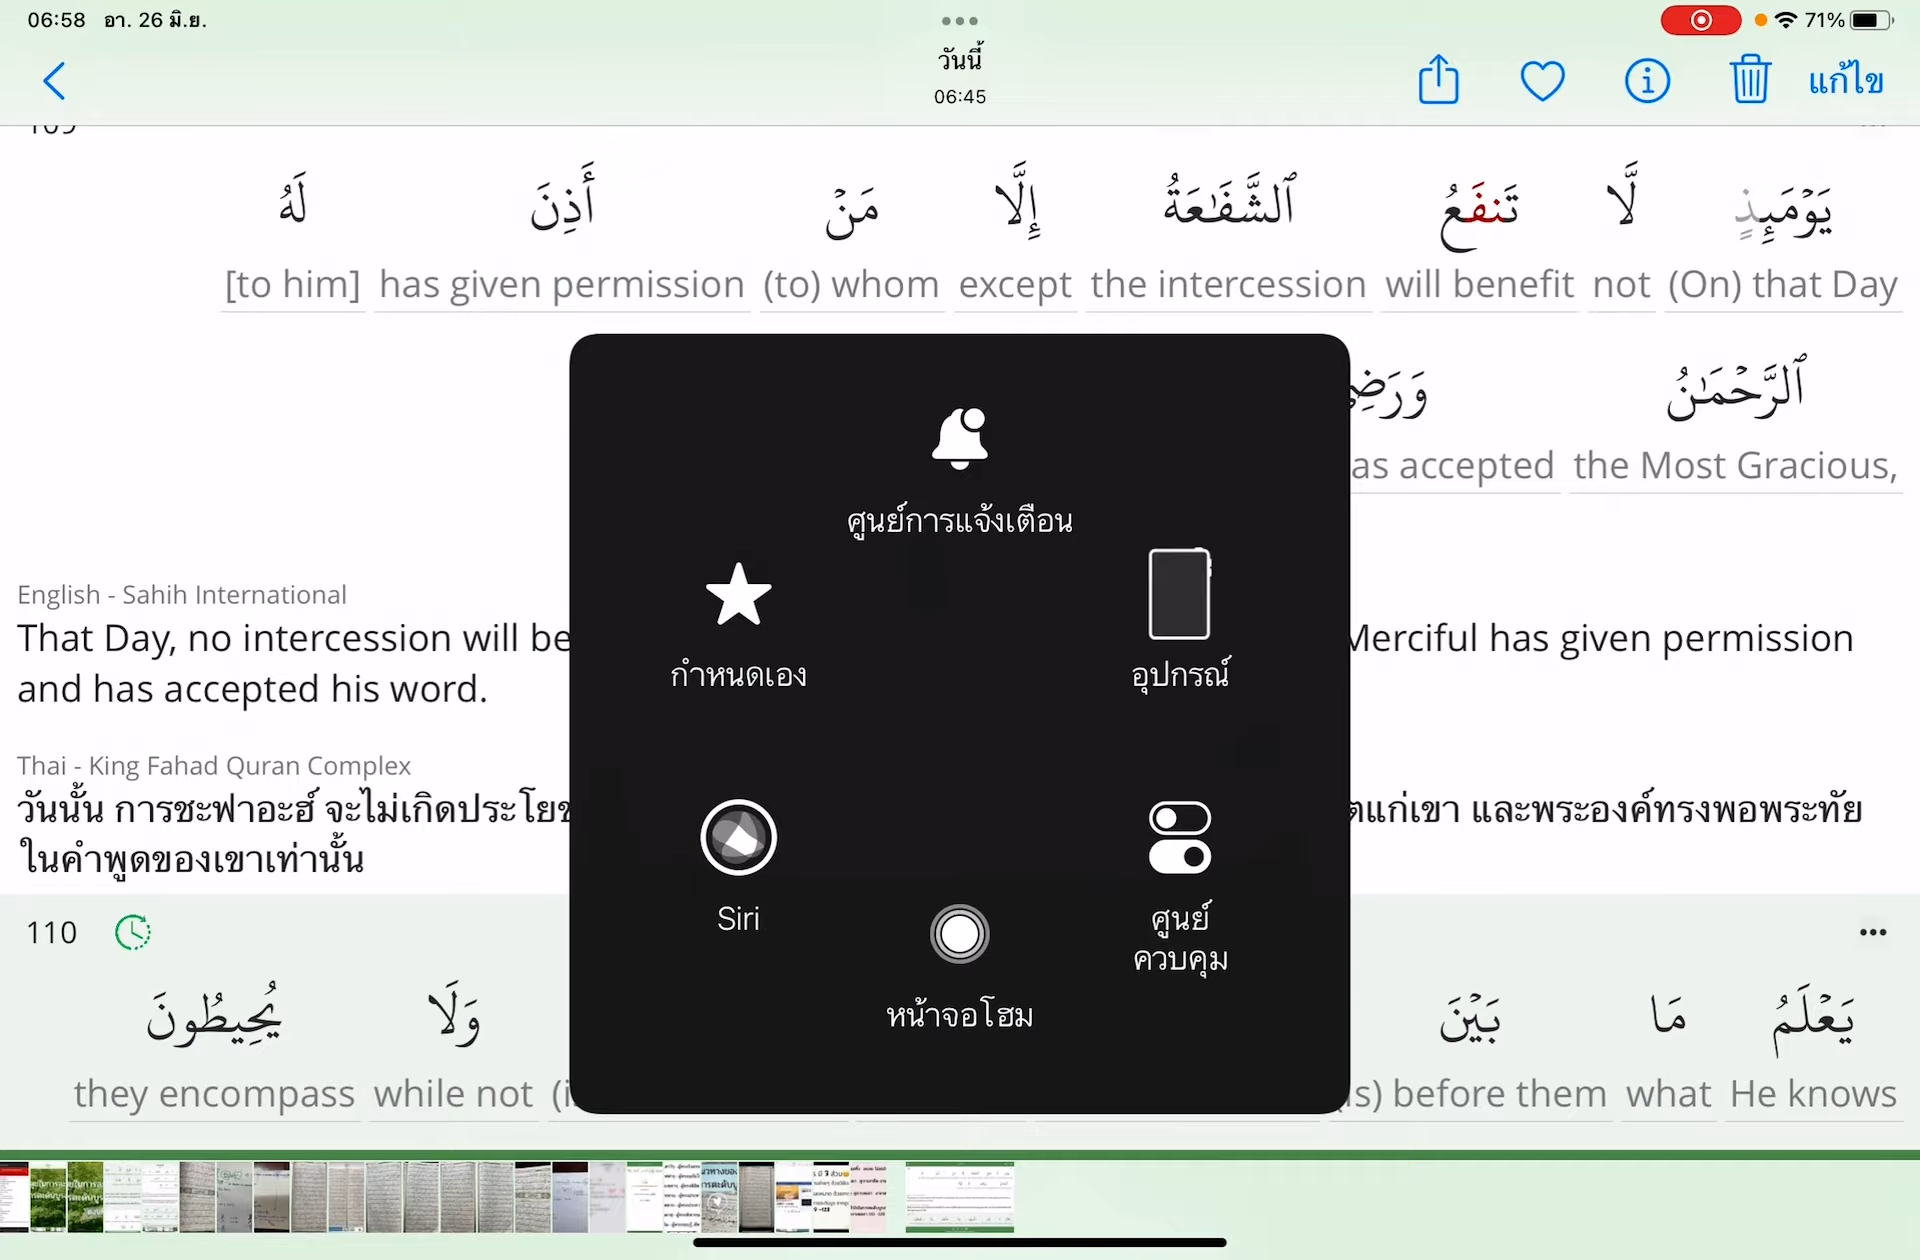 06:58 อา. 26 มิ.ย.
71%
วันนี้
06:45
แก้ไข
109
يَوْمَئِذٍ لَّا تَنفَعُ ٱلشَّفَـٰعَةُ إِلَّا مَنْ أَذِنَ لَهُ
[to him] has given permission (to) whom except the intercession will benefit not (On) that Day
ٱلرَّحْمَـٰنُ
as accepted the Most Gracious,
English - Sahih International
That Day, no intercession will be
Merciful has given permission
and has accepted his word.
Thai - King Fahad Quran Complex
วันนั้น การชะฟาอะฮ์ จะไม่เกิดประโยช
ตแก่เขา และพระองค์ทรงพอพระทัย
ในคำพูดของเขาเท่านั้น
ศูนย์การแจ้งเตือน
กำหนดเอง
อุปกรณ์
Siri
ศูนย์
ควบคุม
หน้าจอโฮม
110
يَعْلَمُ مَا بَيْنَ
وَلَا يُحِيطُونَ
they encompass while not
before them what He knows